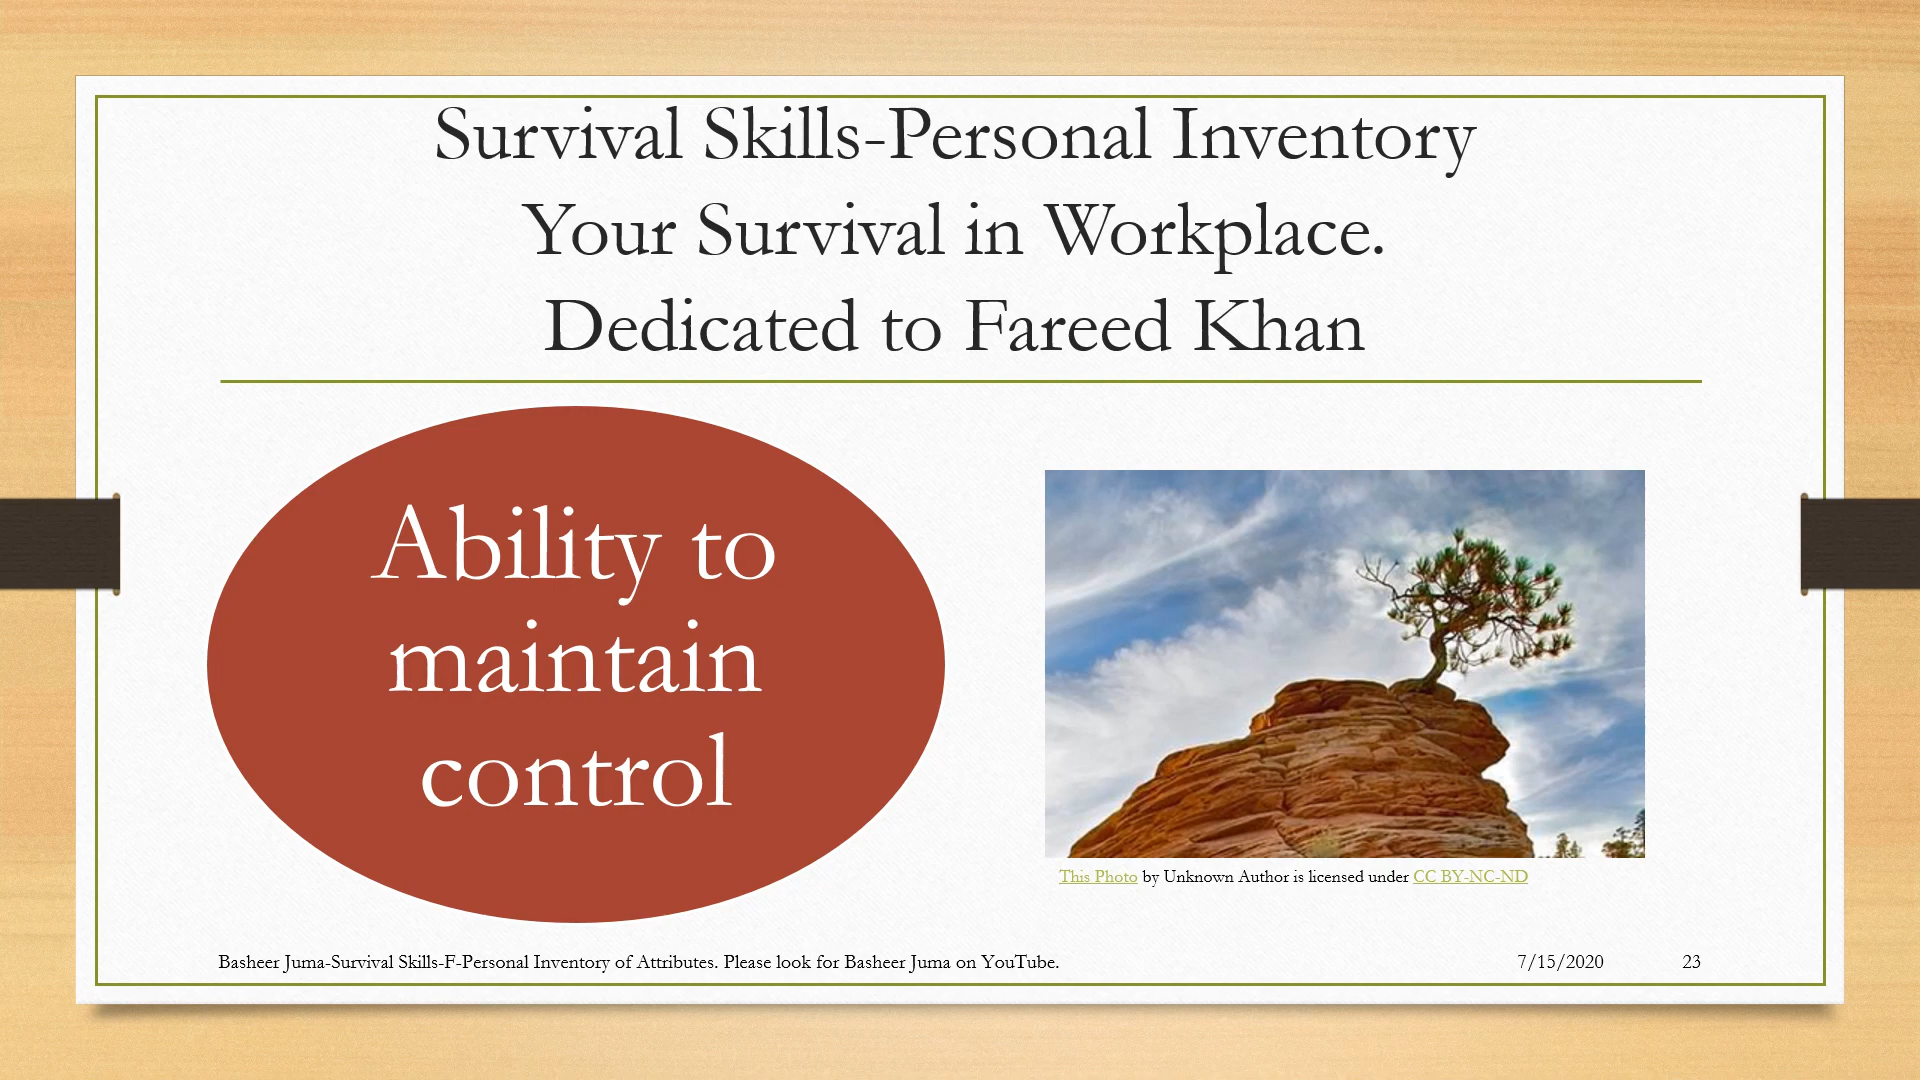 Survival Skills-Personal Inventory
Your Survival in Workplace.
Dedicated to Fareed Khan
Ability to
maintain
control
This Photo by Unknown Author is licensed under CC BY-NC-ND
Basheer Juma-Survival Skills-F-Personal Inventory of Attributes. Please look for Basheer Juma on YouTube.
7/15/2020
23